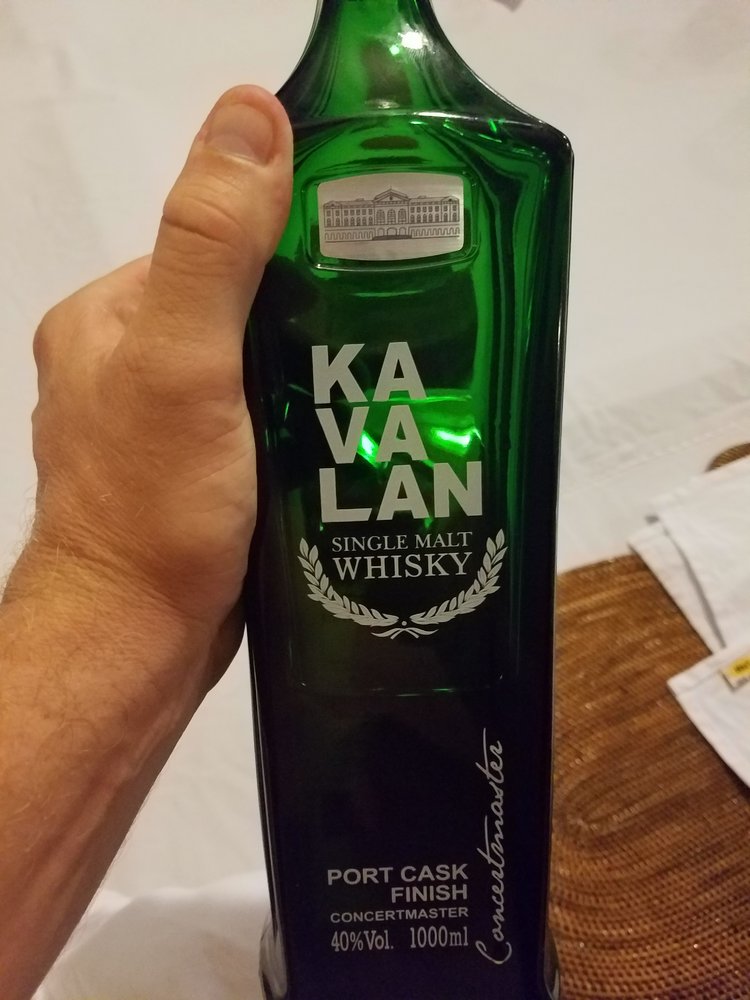 KA
VA
LAN
SINGLE MALT
WHISKY
PORT CASK
FINISH
CONCERTMASTER
40%Vol. 1000ml
Concertmaster